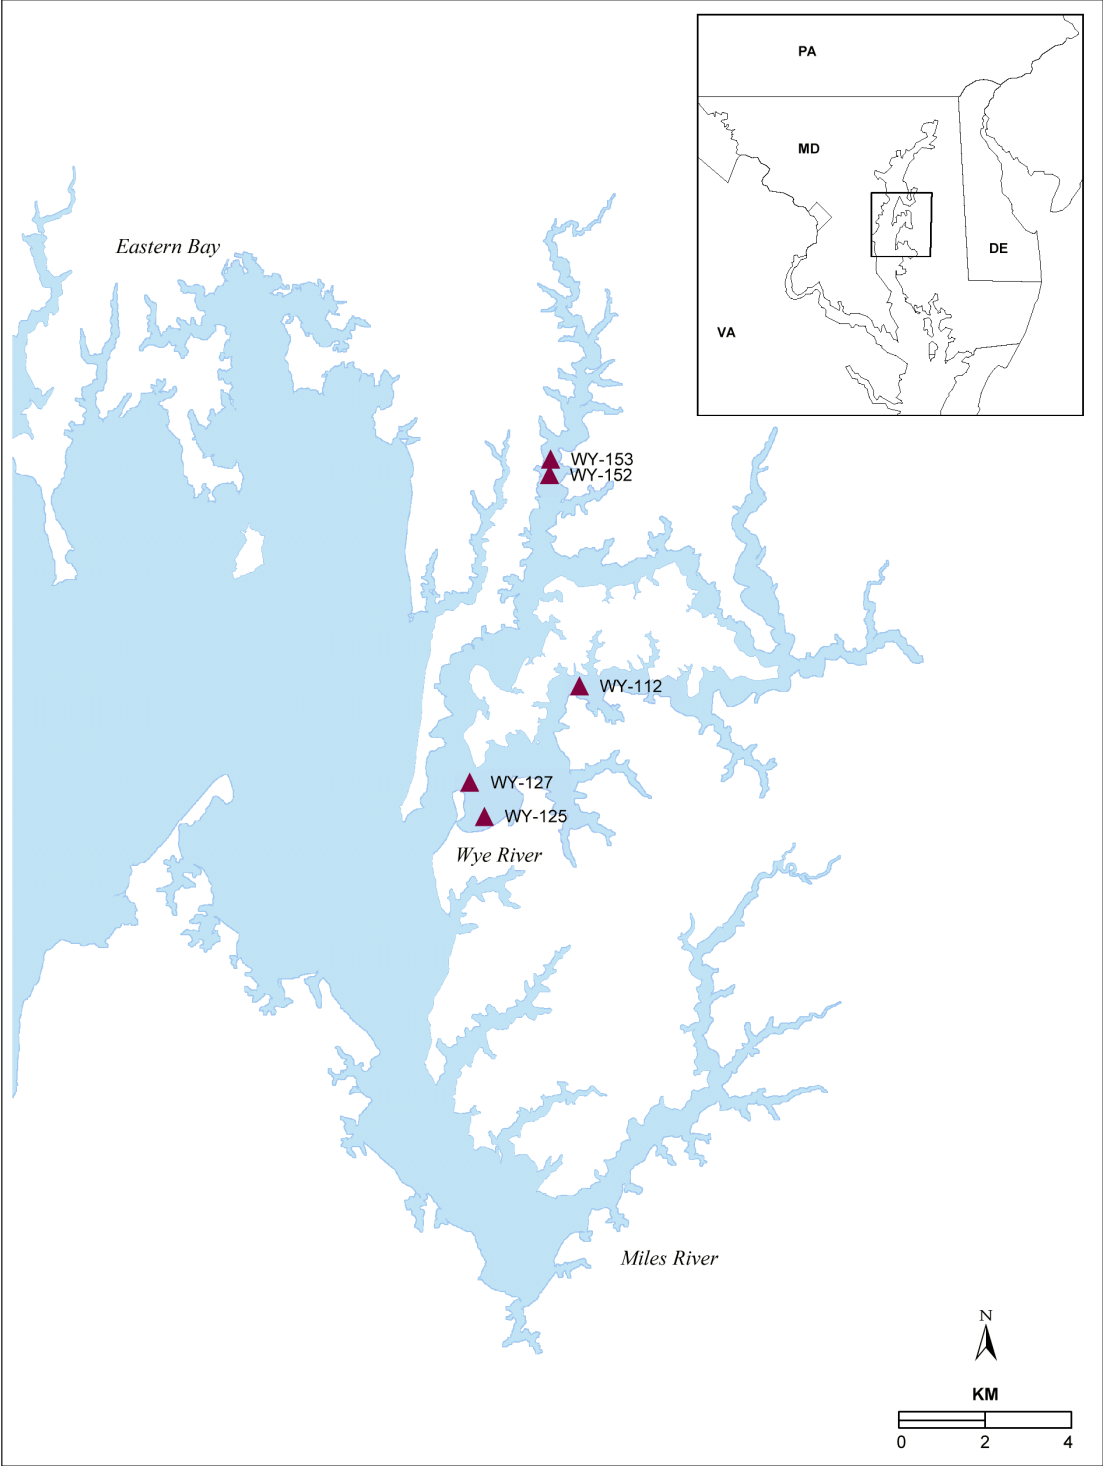 PA
MD
DE
VA
Eastern Bay
WY-153
WY-152
WY-112
WY-127
WY-125
Wye River
Miles River
N
KM
0 2 4